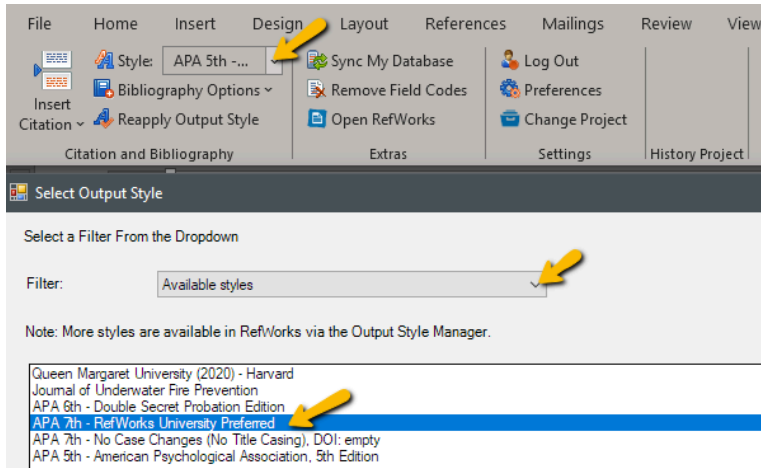 File Home Insert Design Layout References Mailings Review View
Style: APA 5th -... Sync My Database Log Out
Insert Bibliography Options Remove Field Codes Preferences
Citation Reapply Output Style Open RefWorks Change Project
Citation and Bibliography Extras Settings History Project
Select Output Style
Select a Filter From the Dropdown
Filter: Available styles
Note: More styles are available in RefWorks via the Output Style Manager.
Queen Margaret University (2020) - Harvard
Journal of Underwater Fire Prevention
APA 6th - Double Secret Probation Edition
APA 7th - RefWorks University Preferred
APA 7th - No Case Changes (No Title Casing), DOI: empty
APA 5th - American Psychological Association, 5th Edition